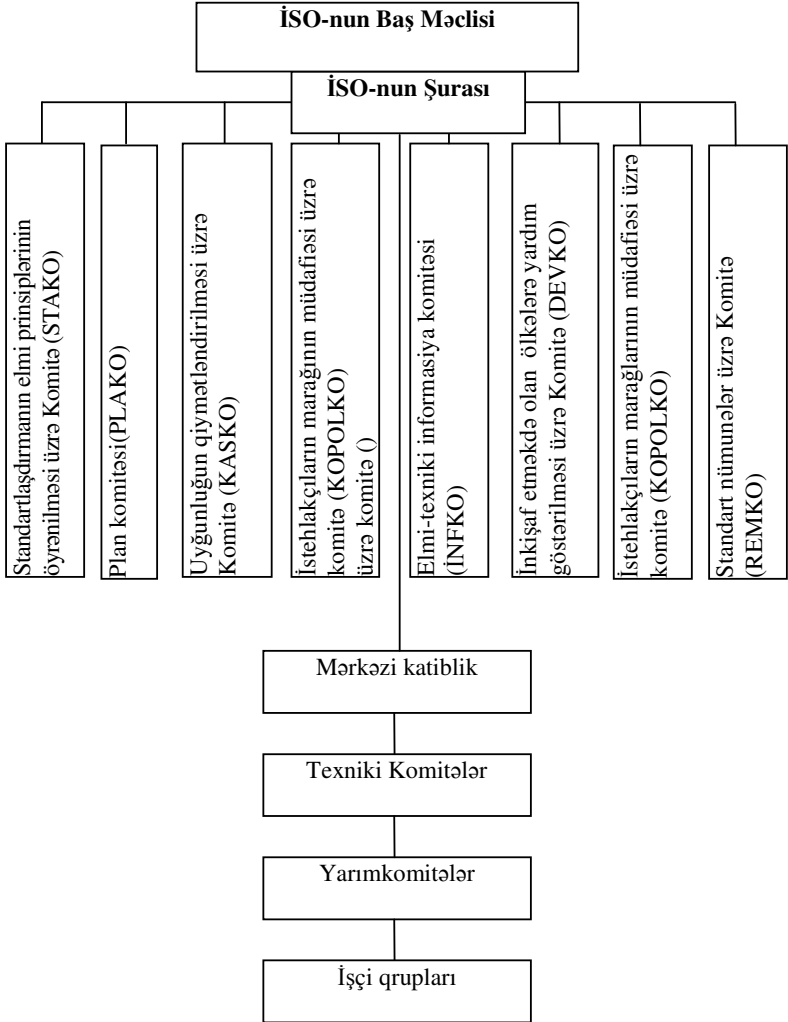 İSO-nun Baş Məclisi
İSO-nun Şurası
Standartlaşdırmanın elmi prinsiplərinin
öyrənilməsi üzrə Komitə (STAKO)
Plan komitəsi(PLAKO)
Uyğunluğun qiymətləndirilməsi üzrə
Komitə (KASKO)
İstehlakçıların marağının müdafiəsi üzrə
komitə (KOPOLKO)
üzrə komitə ()
Elmi-texniki informasiya komitəsi
(İNFKO)
İnkişaf etməkdə olan ölkələrə yardım
göstərilməsi üzrə Komitə (DEVKO)
İstehlakçıların marağlarının müdafiəsi üzrə
komitə (KOPOLKO)
Standart nümunələr üzrə Komitə
(REMKO)
Mərkəzi katiblik
Texniki Komitələr
Yarımkomitələr
İşçi qrupları